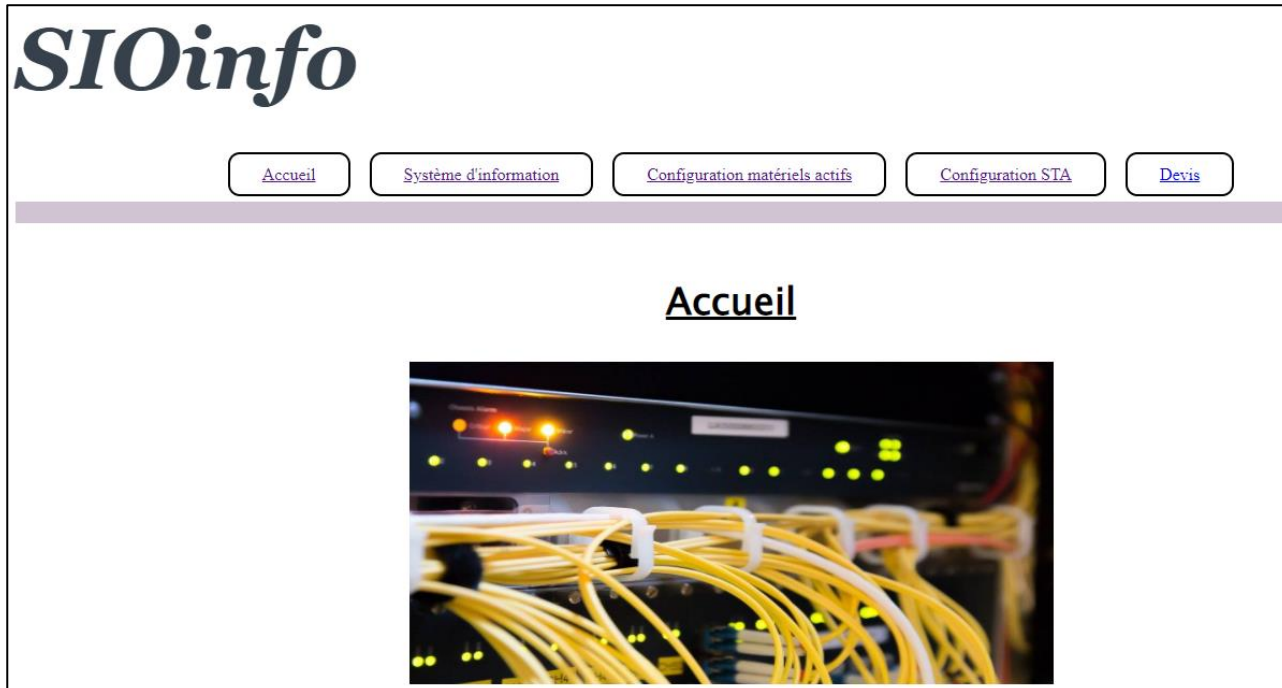 SIOinfo
Accueil Système d'information Configuration matériels actifs Configuration STA Devis
Accueil